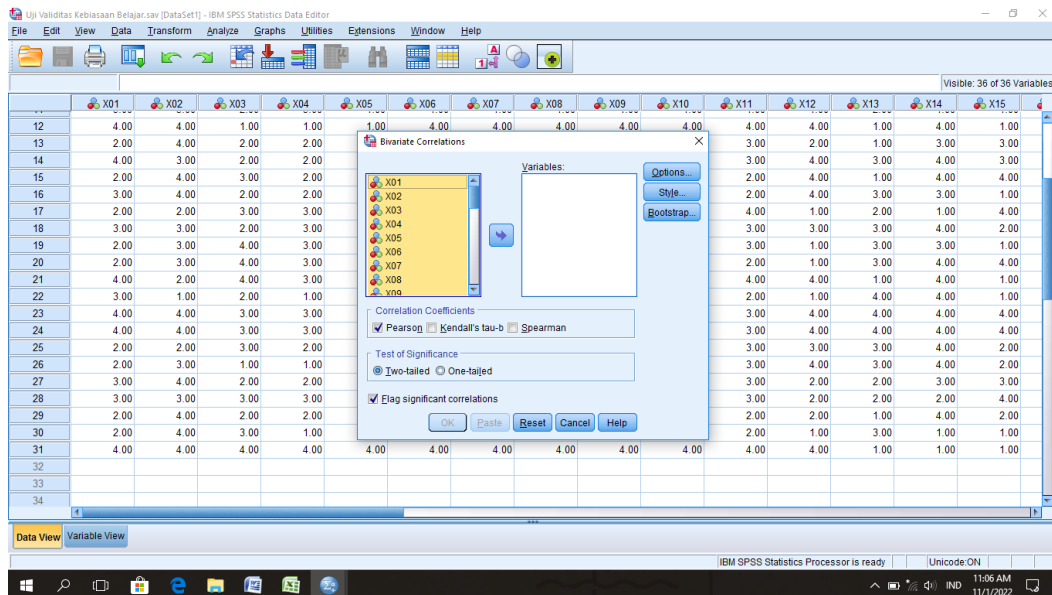 Uji Validitas Kebiasaan Belajar.sav [DataSet1] - IBM SPSS Statistics Data Editor
File Edit View Data Transform Analyze Graphs Utilities Extensions Window Help
Visible: 36 of 36 Variables
X01 X02 X03 X04 X05 X06 X07 X08 X09 X10 X11 X12 X13 X14 X15
12 4.00 4.00 1.00 1.00 1.00 4.00 4.00 4.00 4.00 4.00 4.00 4.00 1.00 4.00 1.00
13 2.00 4.00 2.00 2.00 3.00 2.00 1.00 3.00 3.00
14 4.00 3.00 2.00 2.00 3.00 4.00 3.00 4.00 4.00
15 2.00 4.00 3.00 2.00 2.00 4.00 1.00 4.00 4.00
16 3.00 4.00 2.00 2.00 2.00 4.00 3.00 3.00 1.00
17 2.00 2.00 3.00 3.00 4.00 1.00 2.00 1.00 4.00
18 3.00 3.00 2.00 3.00 3.00 3.00 3.00 4.00 2.00
19 2.00 3.00 4.00 3.00 3.00 1.00 3.00 3.00 1.00
20 2.00 3.00 4.00 3.00 2.00 1.00 3.00 4.00 4.00
21 4.00 2.00 4.00 3.00 4.00 4.00 1.00 4.00 1.00
22 3.00 1.00 2.00 1.00 2.00 1.00 4.00 4.00 1.00
23 4.00 4.00 3.00 3.00 4.00 4.00 4.00 4.00 4.00
24 4.00 4.00 3.00 3.00 3.00 4.00 4.00 4.00 4.00
25 2.00 2.00 3.00 2.00 3.00 3.00 3.00 4.00 2.00
26 2.00 3.00 1.00 1.00 4.00 4.00 4.00 2.00 3.00
27 3.00 4.00 2.00 2.00 3.00 2.00 2.00 3.00 3.00
28 3.00 3.00 3.00 3.00 3.00 2.00 2.00 2.00 4.00
29 2.00 4.00 2.00 2.00 2.00 2.00 1.00 4.00 2.00
30 2.00 4.00 3.00 1.00 2.00 1.00 3.00 1.00 1.00
31 4.00 4.00 4.00 4.00 4.00 4.00 4.00 4.00 4.00 4.00 4.00 4.00 1.00 1.00 1.00
32
33
34
Bivariate Correlations
Variables:
X01
X02
X03
X04
X05
X06
X07
X08
X09
Options...
Style...
Bootstrap...
Correlation Coefficients
Pearson Kendall's tau-b Spearman
Test of Significance
Two-tailed One-tailed
Flag significant correlations
OK Paste Reset Cancel Help
Data View Variable View
IBM SPSS Statistics Processor is ready Unicode:ON
IND 11:06 AM
11/1/2022